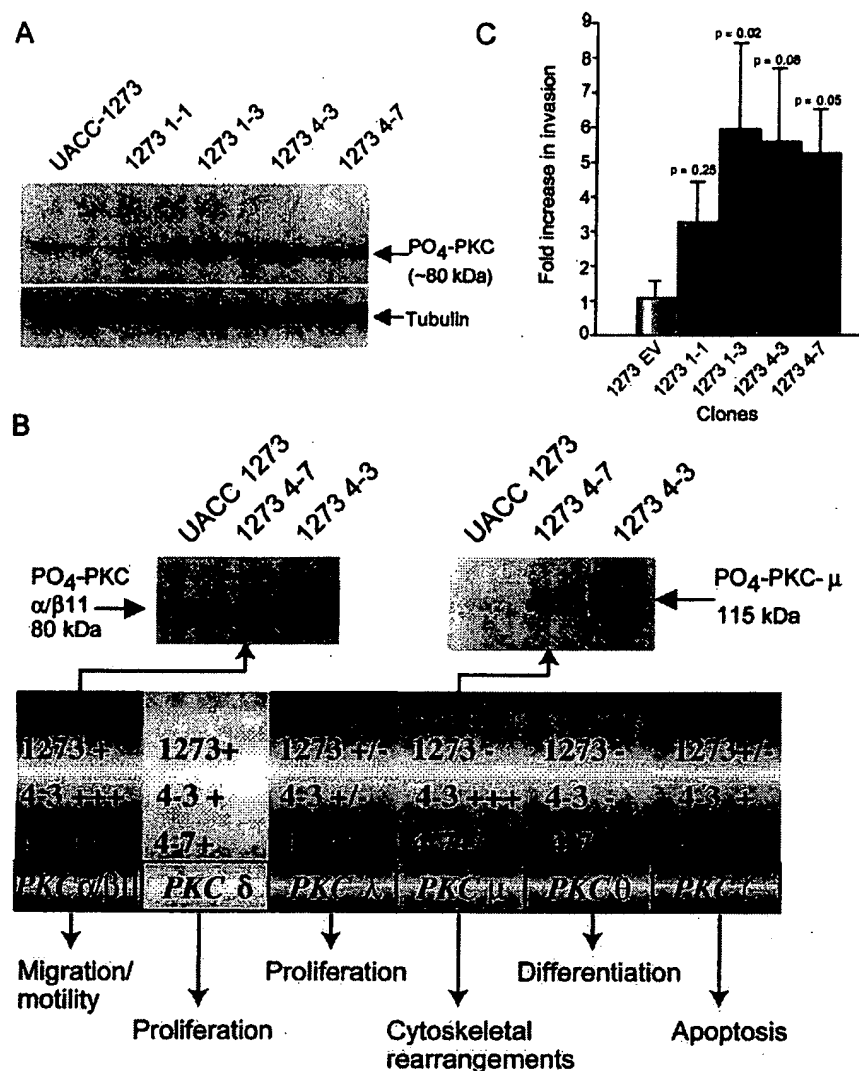 A
UACC-1273
1273 1-1
1273 1-3
1273 4-3
1273 4-7
PO4-PKC
(~80 kDa)
Tubulin
C
Fold increase in invasion
9
8
7
6
5
4
3
2
1
0
p = 0.25
p = 0.02
p = 0.08
p = 0.05
1273 EV
1273 1-1
1273 1-3
1273 4-3
1273 4-7
Clones
B
UACC 1273
1273 4-7
1273 4-3
PO4-PKC
α/β11
80 kDa
UACC 1273
1273 4-7
1273 4-3
PO4-PKC-μ
115 kDa
1273 + 1273+ 1273 +/- 1273 - 1273 - 1273+/-
4-3 +++ 4-3 + 4-3 +/- 4-3 +++ 4-3 - 4-3 +
4-7+
PKC α/β11 PKC δ PKC λ PKC μ PKC θ PKC
Migration/
motility
Proliferation
Proliferation
Cytoskeletal
rearrangements
Differentiation
Apoptosis